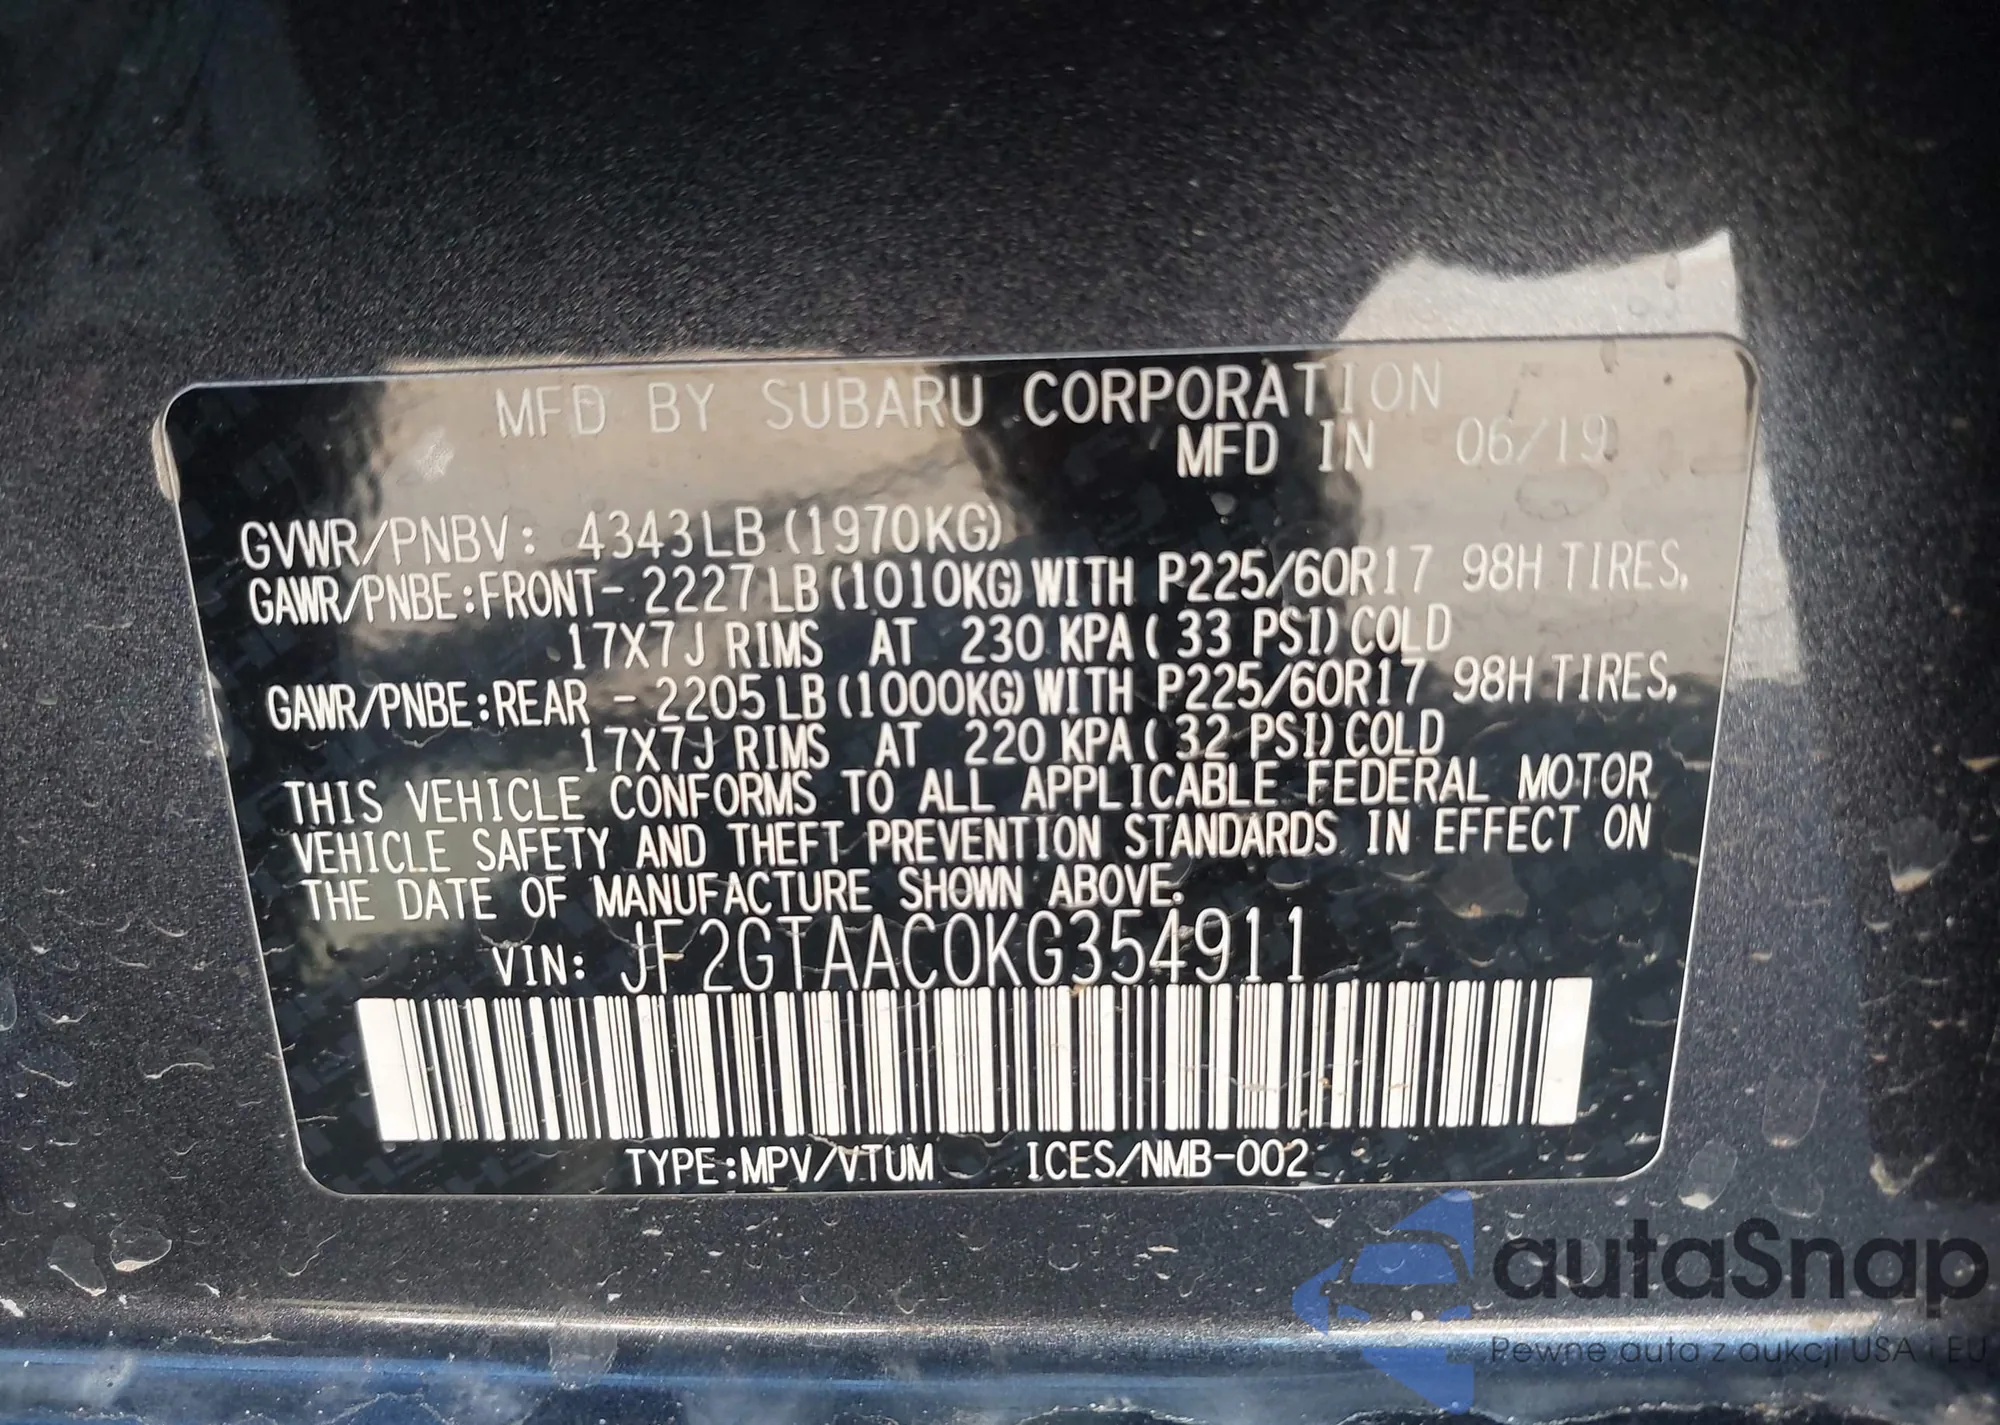 MFD BY SUBARU CORPORATION
MFD IN 06/19
GVWR/PNBV: 4343LB (1970KG)
GAWR/PNBE:FRONT- 2227LB (1010KG) WITH P225/60R17 98H TIRES,
17X7J RIMS AT 230 KPA ( 33 PSI) COLD
GAWR/PNBE:REAR - 2205LB (1000KG) WITH P225/60R17 98H TIRES,
17X7J RIMS AT 220 KPA ( 32 PSI) COLD
THIS VEHICLE CONFORMS TO ALL APPLICABLE FEDERAL MOTOR
VEHICLE SAFETY AND THEFT PREVENTION STANDARDS IN EFFECT ON
THE DATE OF MANUFACTURE SHOWN ABOVE.
VIN: JF2GTAAC0KG354911
TYPE:MPV/VTUM ICES/NMB-002
autaSnap
Pewne auta z aukcji USA i EU